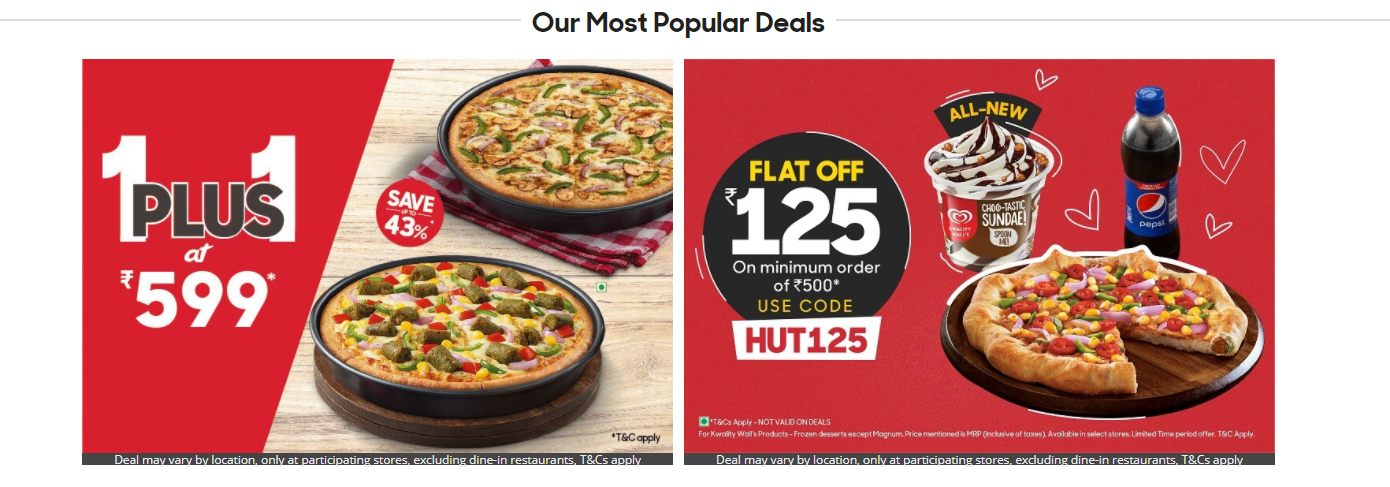 Our Most Popular Deals
1 PLUS 1
at
₹599*
SAVE
UP TO
43%*
*T&C apply
Deal may vary by location, only at participating stores, excluding dine-in restaurants, T&Cs apply
FLAT OFF
₹125
On minimum order
of ₹500*
USE CODE
HUT125
ALL-NEW
KWALITY
WALL'S
CHOC-TASTIC
SUNDAE!
SPOON
ME!
pepsi
*T&Cs Apply - NOT VALID ON DEALS
For Kwality Wall's Products - Frozen desserts except Magnum. Price mentioned is MRP (inclusive of taxes). Available in select stores. Limited Time period offer. T&C Apply.
Deal may vary by location, only at participating stores, excluding dine-in restaurants, T&Cs apply